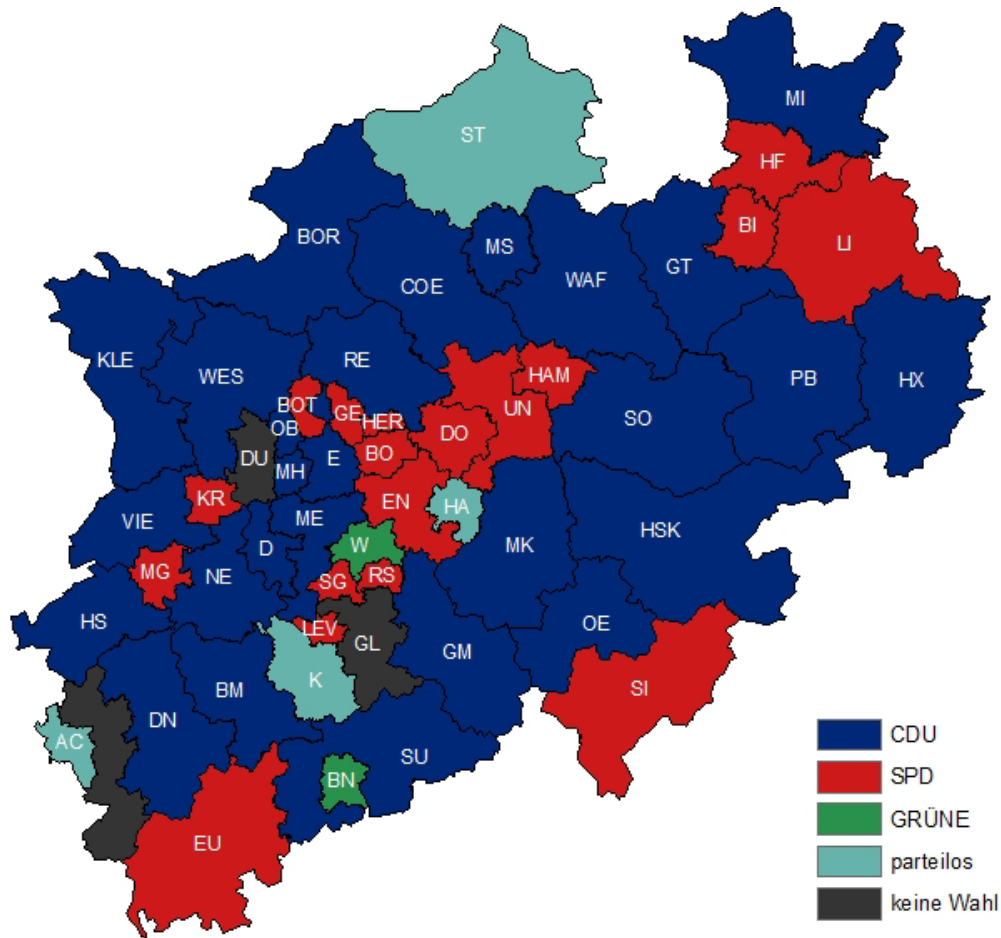 MI
ST
HF
BI
LI
BOR
MS
COE
WAF
GT
KLE
WES
RE
HAM
PB
HX
BOT
GE
HER
UN
SO
OB
DO
DU
MH
E
BO
KR
EN
HA
VIE
ME
HSK
D
W
MK
MG
NE
SG
RS
HS
LEV
OE
GL
GM
K
BM
SI
DN
AC
SU
BN
EU
CDU
SPD
GRÜNE
parteilos
keine Wahl